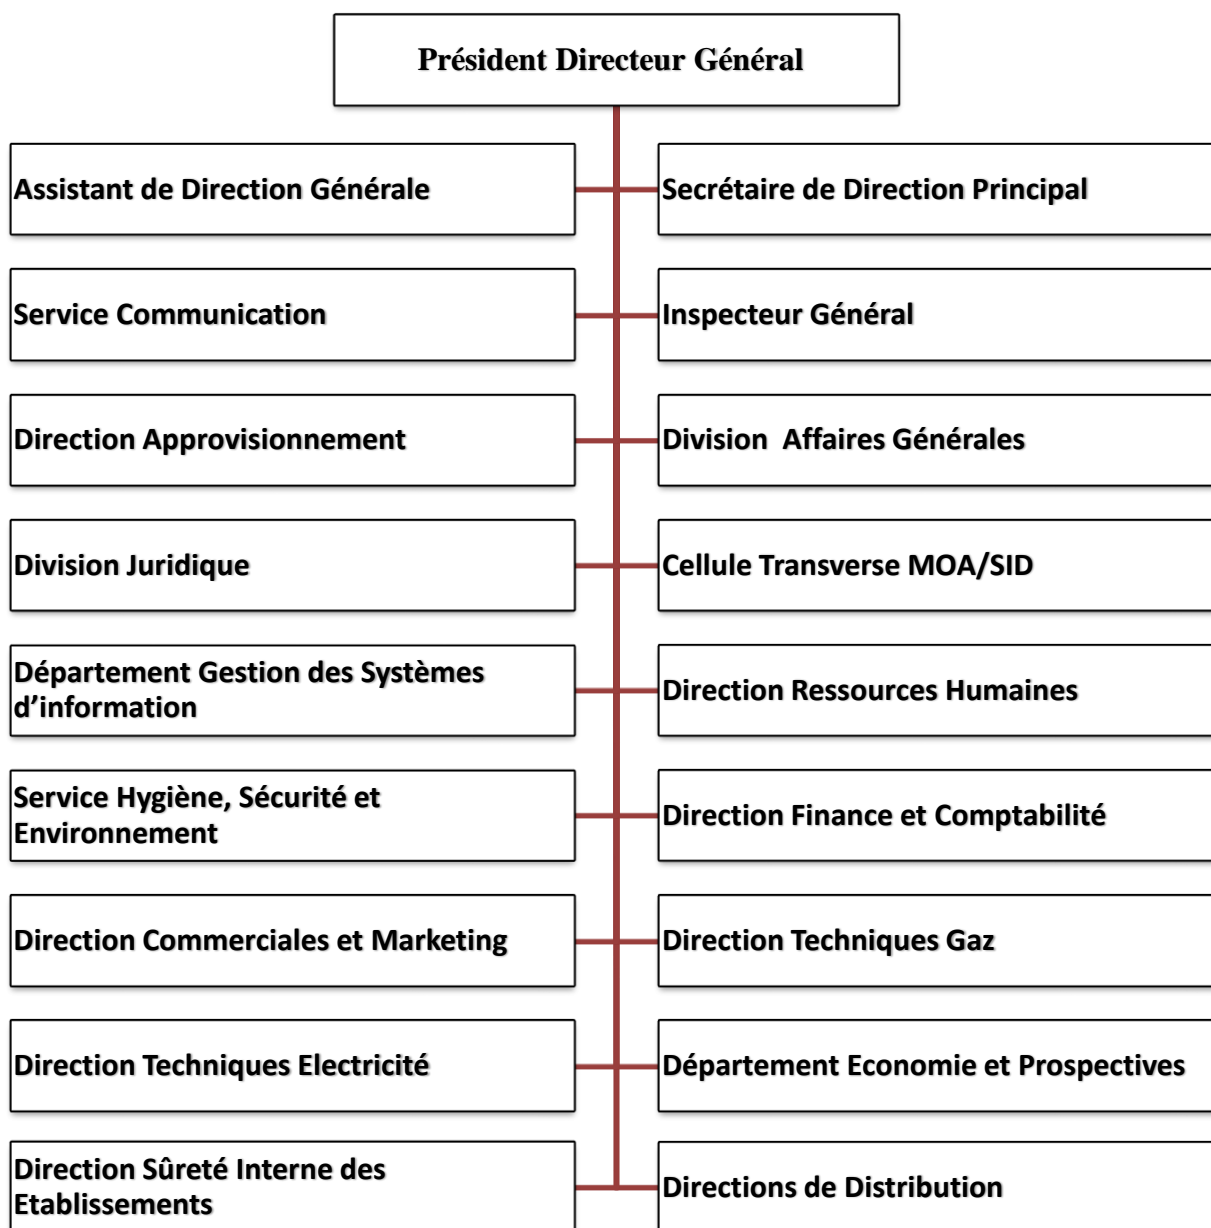 Président Directeur Général
Assistant de Direction Générale
Secrétaire de Direction Principal
Service Communication
Inspecteur Général
Direction Approvisionnement
Division  Affaires Générales
Division Juridique
Cellule Transverse MOA/SID
Département Gestion des Systèmes
d’information
Direction Ressources Humaines
Service Hygiène, Sécurité et
Environnement
Direction Finance et Comptabilité
Direction Commerciales et Marketing
Direction Techniques Gaz
Direction Techniques Electricité
Département Economie et Prospectives
Direction Sûreté Interne des
Etablissements
Directions de Distribution